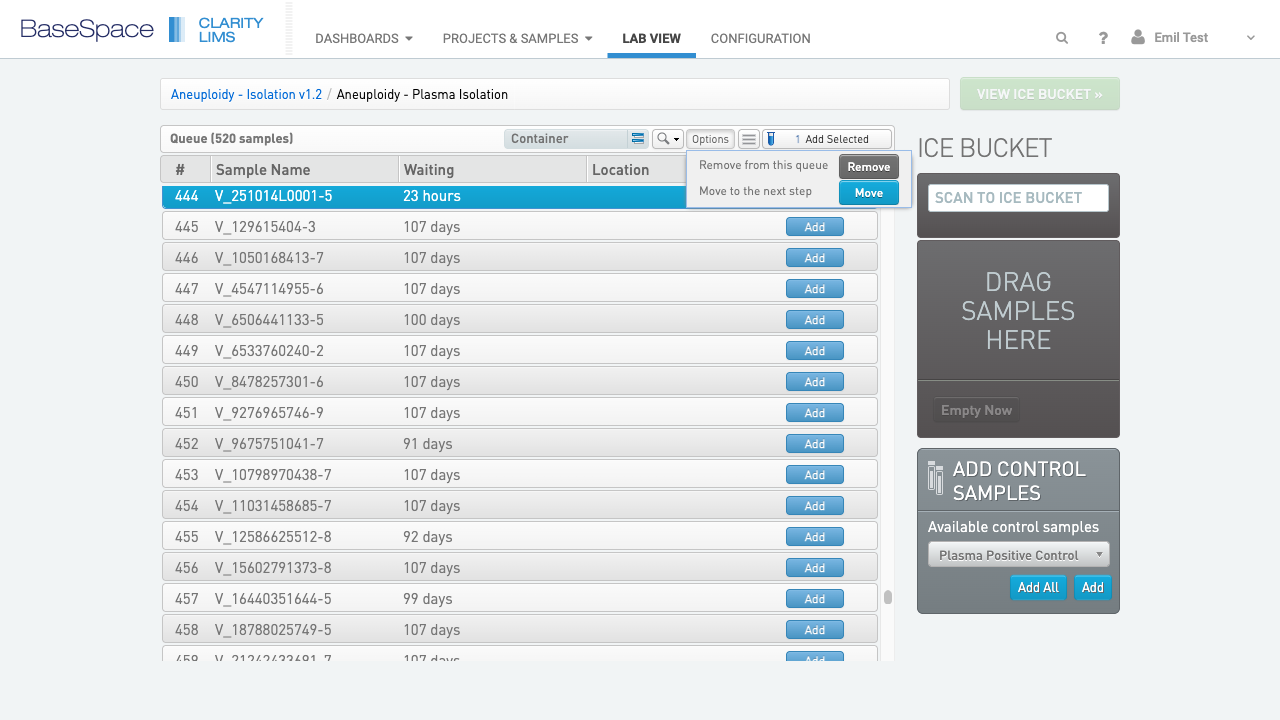 BaseSpace CLARITY LIMS
DASHBOARDS PROJECTS & SAMPLES LAB VIEW CONFIGURATION ? Emil Test
Aneuploidy - Isolation v1.2 / Aneuploidy - Plasma Isolation
VIEW ICE BUCKET »
Queue (520 samples) Container Options 1 Add Selected
# Sample Name Waiting Location
Remove from this queue Remove
Move to the next step Move
444 V_251014L0001-5 23 hours
445 V_129615404-3 107 days Add
446 V_1050168413-7 107 days Add
447 V_4547114955-6 107 days Add
448 V_6506441133-5 100 days Add
449 V_6533760240-2 107 days Add
450 V_8478257301-6 107 days Add
451 V_9276965746-9 107 days Add
452 V_9675751041-7 91 days Add
453 V_10798970438-7 107 days Add
454 V_11031458685-7 107 days Add
455 V_12586625512-8 92 days Add
456 V_15602791373-8 107 days Add
457 V_16440351644-5 99 days Add
458 V_18788025749-5 107 days Add
459 V_21242433691-7 107 days Add
ICE BUCKET
SCAN TO ICE BUCKET
DRAG
SAMPLES
HERE
Empty Now
ADD CONTROL
SAMPLES
Available control samples
Plasma Positive Control
Add All Add